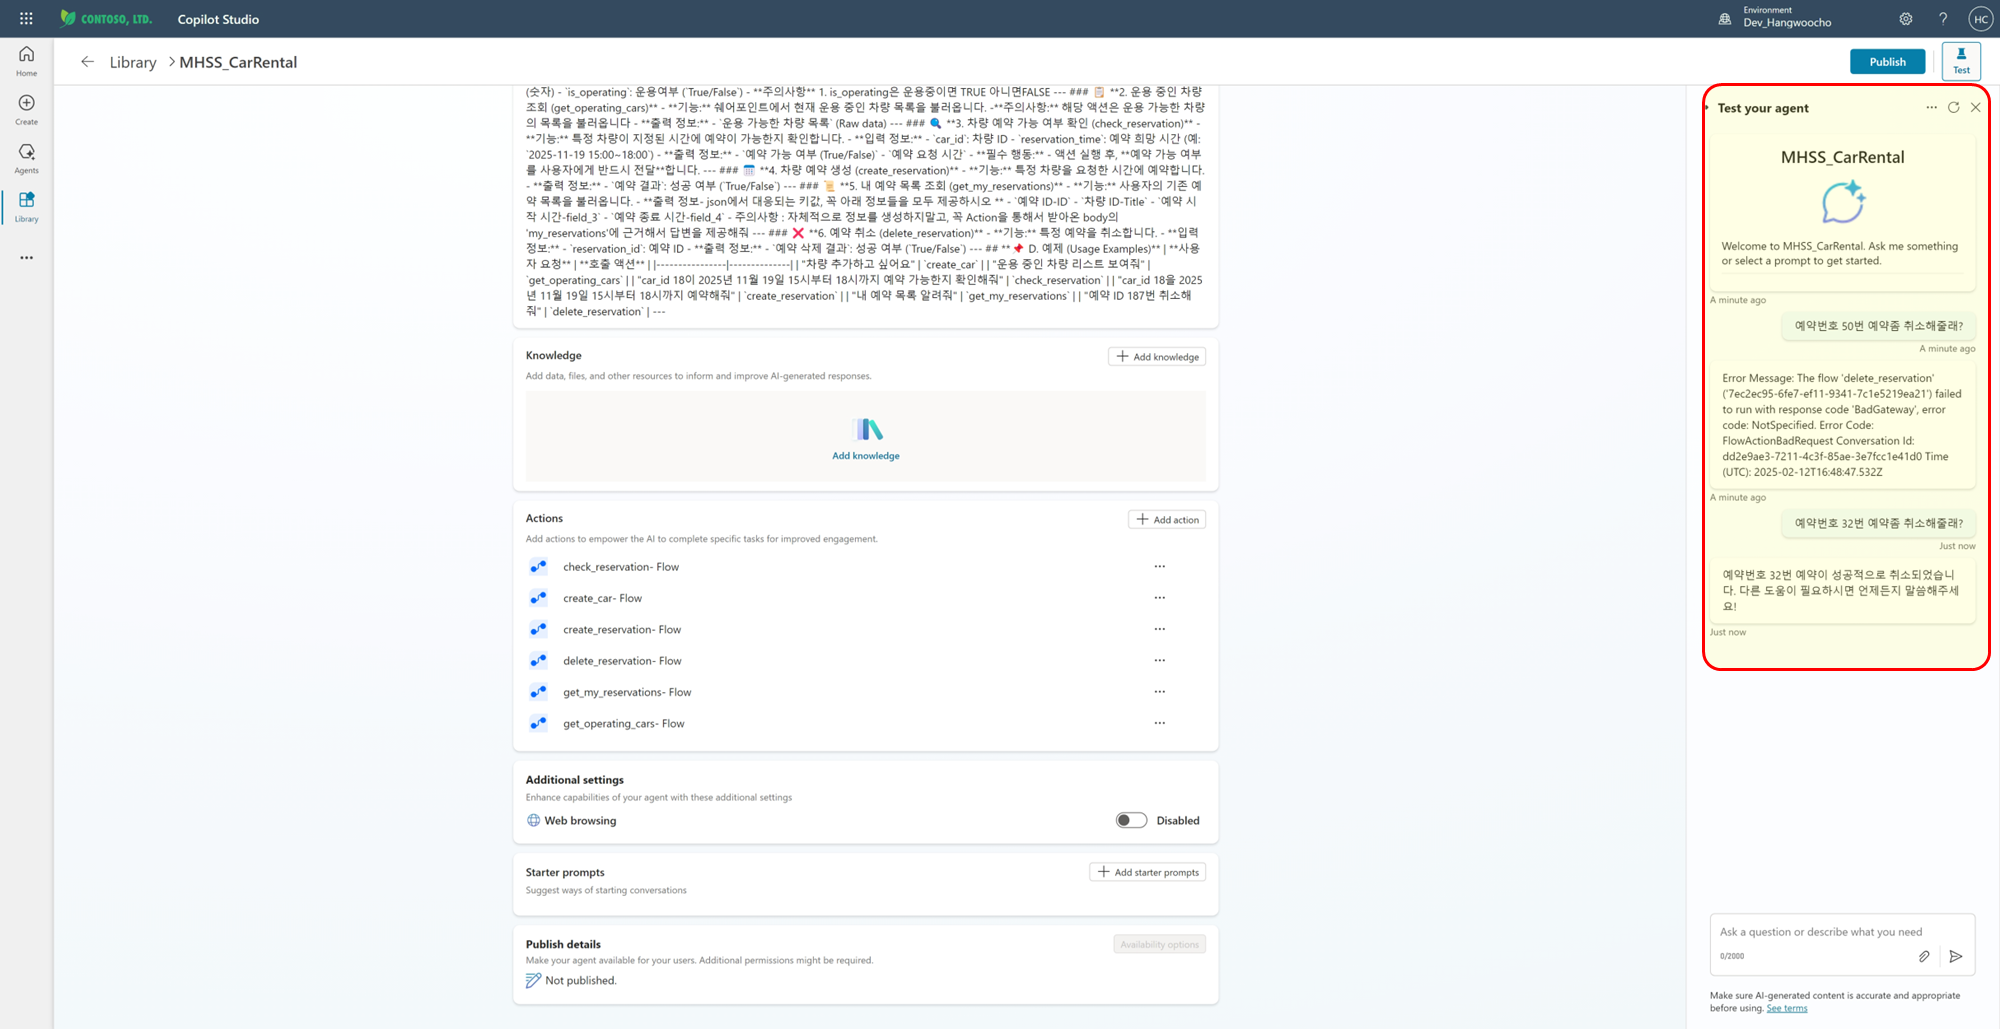 CONTOSO, LTD.
Copilot Studio
Environment
Dev_Hangwoocho
HC
Home
Create
Agents
Library
Library
MHSS_CarRental
Publish
Test
(숫자) - `is_operating`: 운용여부 (`True/False`) - **주의사항** 1. is_operating은 운용중이면 TRUE 아니면FALSE --- ### 📋 **2. 운용 중인 차량
조회 (get_operating_cars)** - **기능:** 쉐어포인트에서 현재 운용 중인 차량 목록을 불러옵니다. -**주의사항:** 해당 액션은 운용 가능한 차량
의 목록을 불러옵니다 - **출력 정보:** - `운용 가능한 차량 목록` (Raw data) --- ### 🔍 **3. 차량 예약 가능 여부 확인 (check_reservation)** -
**기능:** 특정 차량이 지정된 시간에 예약이 가능한지 확인합니다. - **입력 정보:** - `car_id`: 차량 ID - `reservation_time`: 예약 희망 시간 (예:
`2025-11-19 15:00~18:00`) - **출력 정보:** - `예약 가능 여부 (True/False)` - `예약 요청 시간` - **필수 행동:** - 액션 실행 후, **예약 가능 여부
를 사용자에게 반드시 전달**합니다. --- ### 📅 **4. 차량 예약 생성 (create_reservation)** - **기능:** 특정 차량을 요청한 시간에 예약합니다.
- **출력 정보:** - `예약 결과`: 성공 여부 (`True/False`) --- ### 📜 **5. 내 예약 목록 조회 (get_my_reservations)** - **기능:** 사용자의 기존 예
약 목록을 불러옵니다. - **출력 정보- json에서 대응되는 키값, 꼭 아래 정보들을 모두 제공하시오 ** - `예약 ID-ID` - `차량 ID-Title` - `예약 시
작 시간-field_3` - `예약 종료 시간-field_4` - 주의사항 : 자체적으로 정보를 생성하지말고, 꼭 Action을 통해서 받아온 body의
'my_reservations'에 근거해서 답변을 제공해줘 --- ### ❌ **6. 예약 취소 (delete_reservation)** - **기능:** 특정 예약을 취소합니다. - **입력
정보:** - `reservation_id`: 예약 ID - **출력 정보:** - `예약 삭제 결과`: 성공 여부 (`True/False`) --- ## **📌 D. 예제 (Usage Examples)** | **사용
자 요청** | **호출 액션** | |----------------|-------------| | "차량 추가하고 싶어요" | `create_car` | | "운용 중인 차량 리스트 보여줘" |
`get_operating_cars` | | "car_id 18이 2025년 11월 19일 15시부터 18시까지 예약 가능한지 확인해줘" | `check_reservation` | | "car_id 18을 2025
년 11월 19일 15시부터 18시까지 예약해줘" | `create_reservation` | | "내 예약 목록 알려줘" | `get_my_reservations` | | "예약 ID 187번 취소해
줘" | `delete_reservation` | ---
Knowledge
Add knowledge
Add data, files, and other resources to inform and improve AI-generated responses.
Add knowledge
Actions
Add action
Add actions to empower the AI to complete specific tasks for improved engagement.
check_reservation- Flow
create_car- Flow
create_reservation- Flow
delete_reservation- Flow
get_my_reservations- Flow
get_operating_cars- Flow
Additional settings
Enhance capabilities of your agent with these additional settings
Web browsing
Disabled
Starter prompts
Add starter prompts
Suggest ways of starting conversations
Publish details
Availability options
Make your agent available for your users. Additional permissions might be required.
Not published.
Test your agent
MHSS_CarRental
Welcome to MHSS_CarRental. Ask me something
or select a prompt to get started.
A minute ago
예약번호 50번 예약좀 취소해줄래?
A minute ago
Error Message: The flow 'delete_reservation'
('7ec2ec95-6fe7-ef11-9341-7c1e5219ea21') failed
to run with response code 'BadGateway', error
code: NotSpecified. Error Code:
FlowActionBadRequest Conversation Id:
dd2e9ae3-7211-4c3f-85ae-3e7fcc1e41d0 Time
(UTC): 2025-02-12T16:48:47.532Z
A minute ago
예약번호 32번 예약좀 취소해줄래?
Just now
예약번호 32번 예약이 성공적으로 취소되었습니
다. 다른 도움이 필요하시면 언제든지 말씀해주세
요!
Just now
Ask a question or describe what you need
0/2000
Make sure AI-generated content is accurate and appropriate
before using. See terms